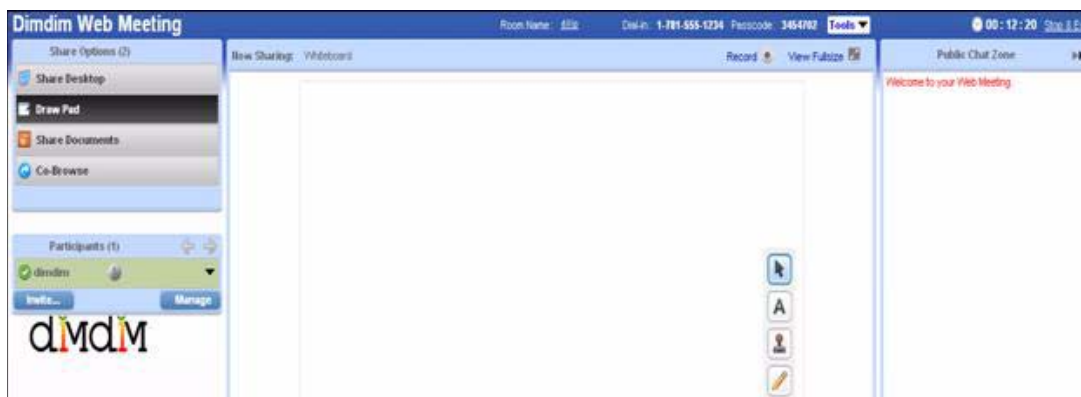 Dimdim Web Meeting
Room Name:
Dial-in: 1-781-555-1234 Passcode: 3454702 Tools
00:12:20 Stop & Ex
Share Options (2)
Share Desktop
Draw Pad
Share Documents
Co-Browse
Participants (1)
dimdim
Invite... Manage
dimdim
Now Sharing: Whiteboard
Record View Fullsize
A
Public Chat Zone
Welcome to your Web Meeting